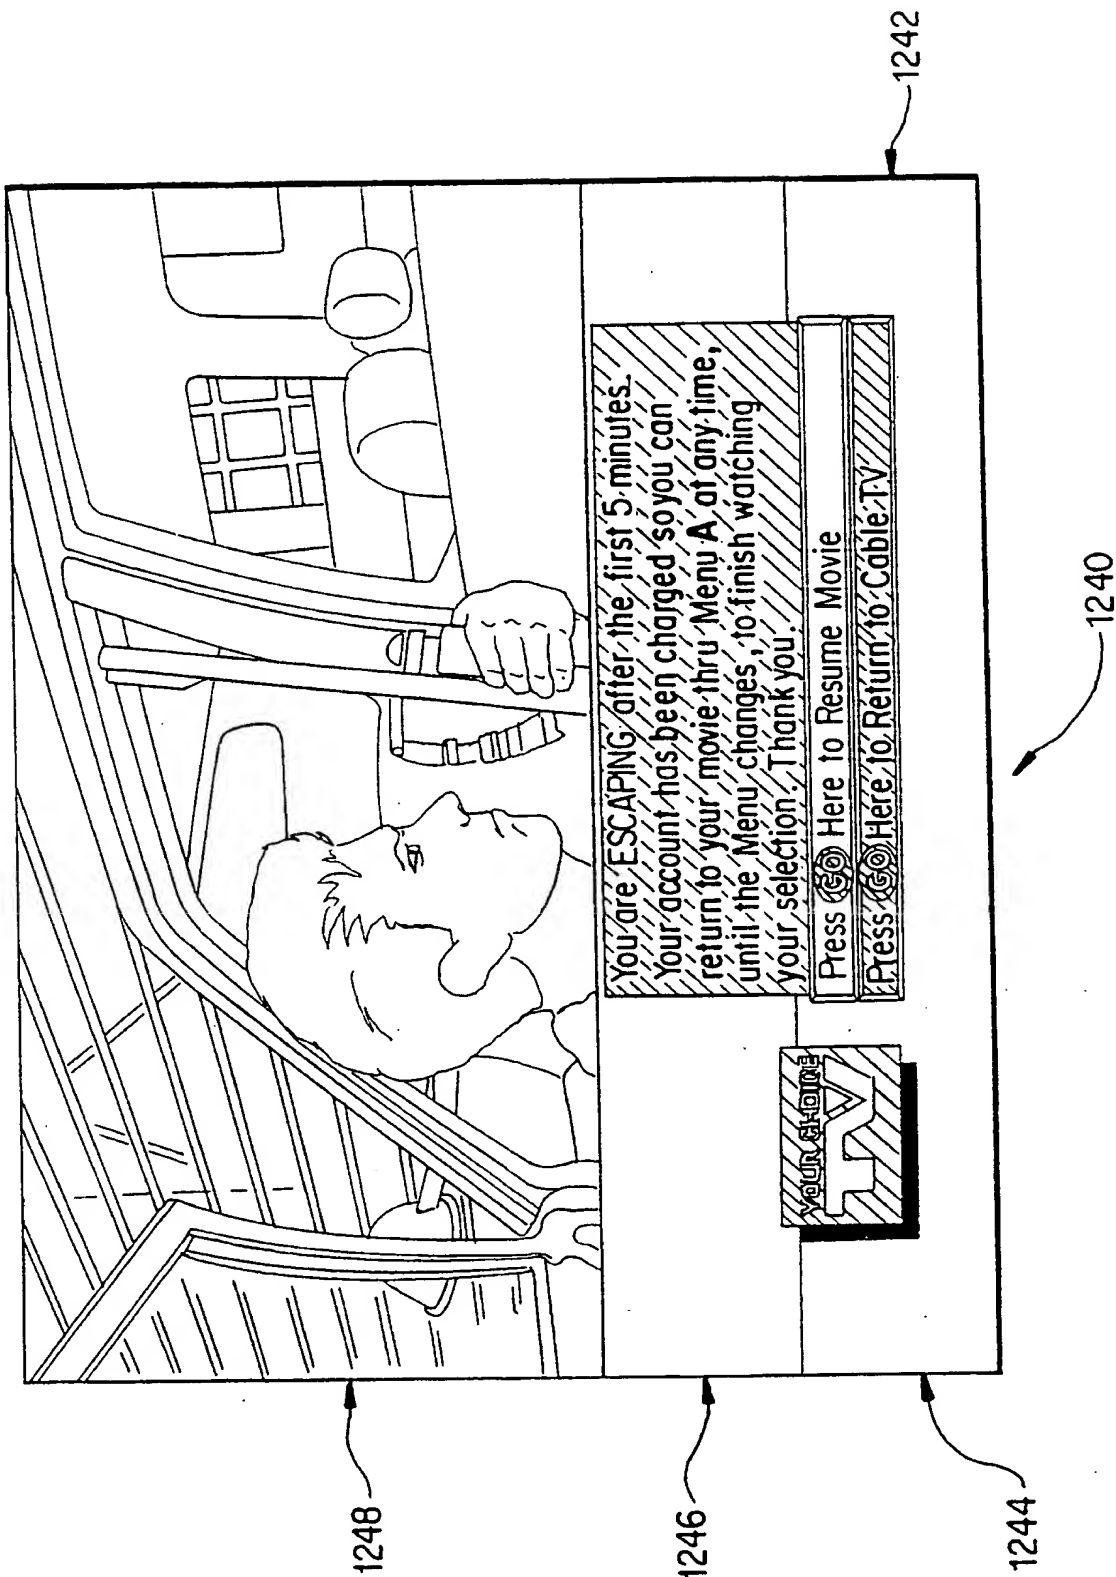 1248
1246
1244
1242
1240
You are ESCAPING after the first 5 minutes.
Your account has been charged so you can
return to your movie thru Menu A at any time,
until the Menu changes, to finish watching
your selection. Thank you.
Press GO Here to Resume Movie
Press GO Here to Return to Cable TV
YOUR CHOICE
TV